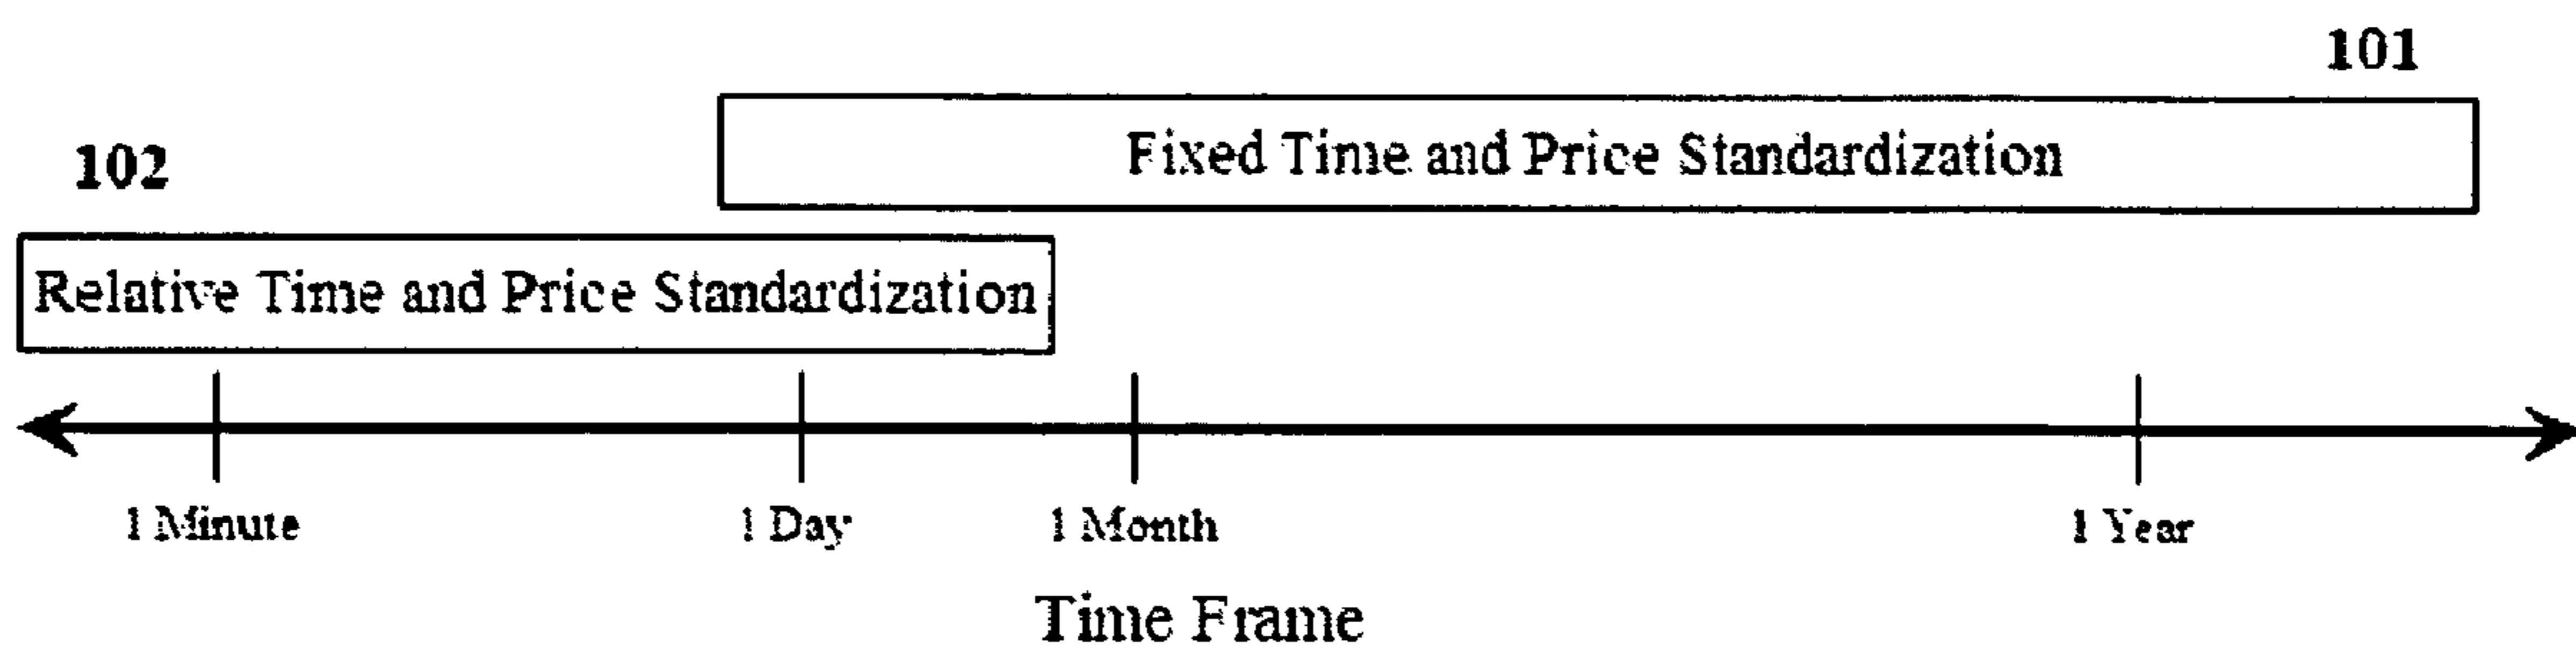 101
Fixed Time and Price Standardization
102
Relative Time and Price Standardization
1 Minute 1 Day 1 Month 1 Year
Time Frame